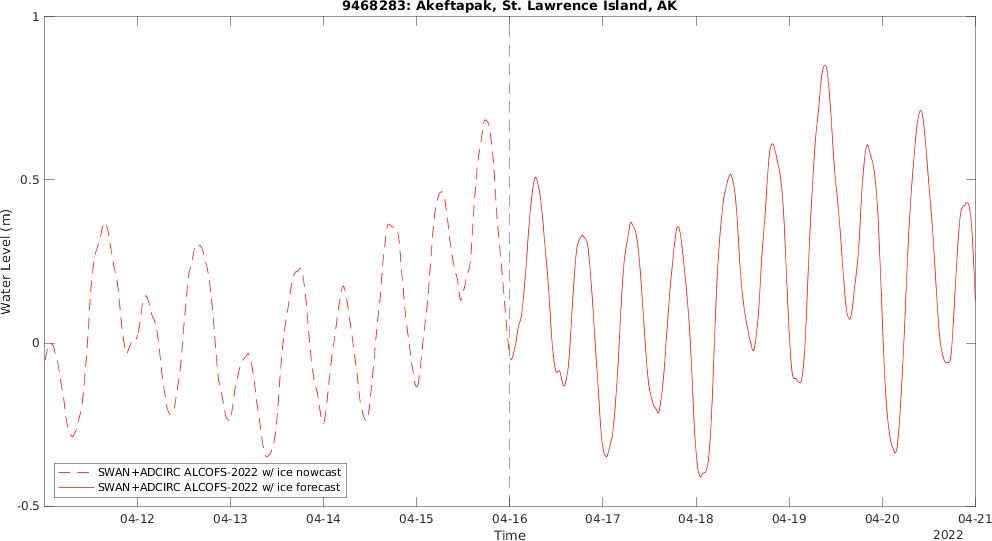 9468283: Akeftapak, St. Lawrence Island, AK
Water Level (m)
1
0.5
0
-0.5
SWAN+ADCIRC ALCOFS-2022 w/ ice nowcast
SWAN+ADCIRC ALCOFS-2022 w/ ice forecast
04-12 04-13 04-14 04-15 04-16 04-17 04-18 04-19 04-20 04-21
Time 2022